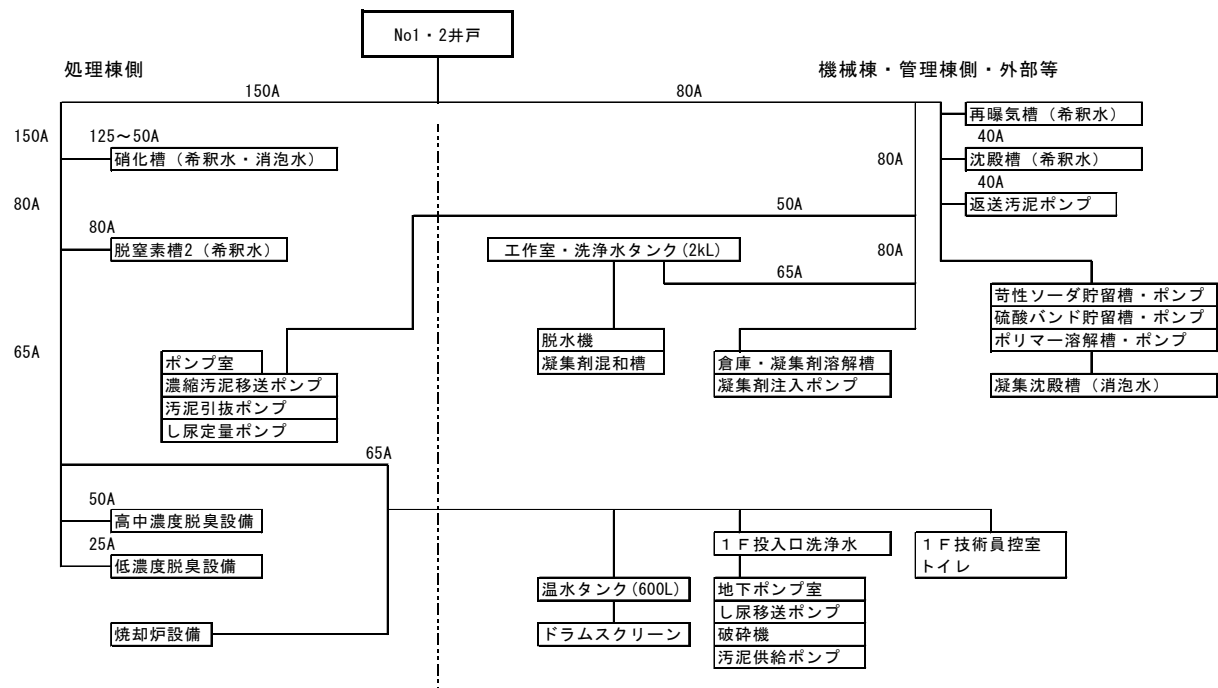 No1・2井戸
処理棟側
機械棟・管理棟側・外部等
150A
80A
再曝気槽（希釈水）
150A
125～50A
40A
硝化槽（希釈水・消泡水）
80A
沈殿槽（希釈水）
40A
80A
50A
返送汚泥ポンプ
80A
脱窒素槽2（希釈水）
工作室・洗浄水タンク(2kL)
80A
65A
苛性ソーダ貯留槽・ポンプ
硫酸バンド貯留槽・ポンプ
ポリマー溶解槽・ポンプ
65A
ポンプ室
濃縮汚泥移送ポンプ
汚泥引抜ポンプ
し尿定量ポンプ
脱水機
凝集剤混和槽
倉庫・凝集剤溶解槽
凝集剤注入ポンプ
凝集沈殿槽（消泡水）
65A
50A
高中濃度脱臭設備
25A
低濃度脱臭設備
１Ｆ投入口洗浄水
１Ｆ技術員控室
トイレ
温水タンク(600L)
地下ポンプ室
し尿移送ポンプ
破砕機
汚泥供給ポンプ
焼却炉設備
ドラムスクリーン